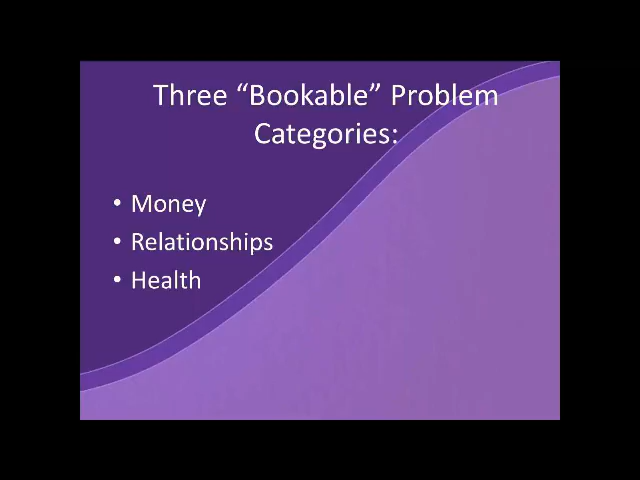 Three “Bookable” Problem
Categories:
• Money
• Relationships
• Health